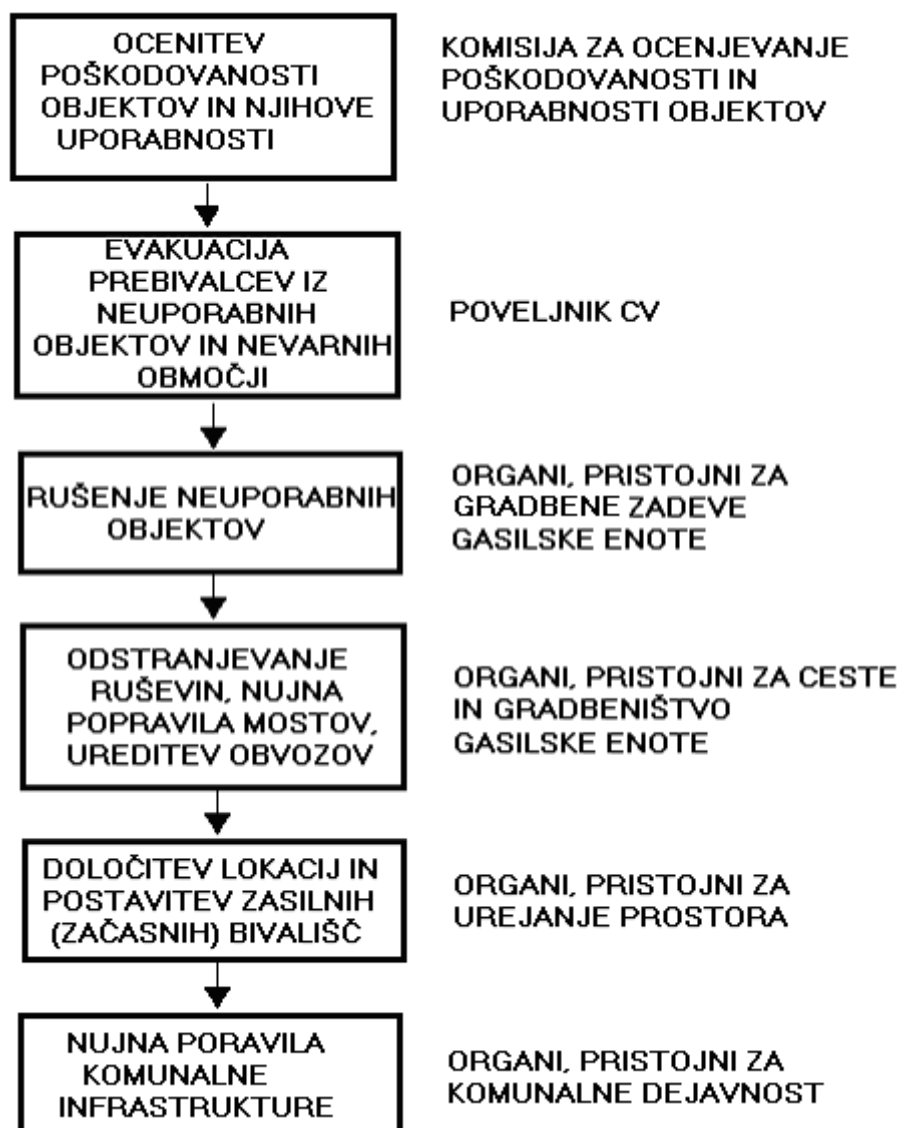 OCENITEV
POŠKODOVANOSTI
OBJEKTOV IN NJIHOVE
UPORABNOSTI
KOMISIJA ZA OCENJEVANJE
POŠKODOVANOSTI IN
UPORABNOSTI OBJEKTOV
EVAKUACIJA
PREBIVALCEV IZ
NEUPORABNIH
OBJEKTOV IN NEVARNIH
OBMOČJI
POVELJNIK CV
RUŠENJE NEUPORABNIH
OBJEKTOV
ORGANI, PRISTOJNI ZA
GRADBENE ZADEVE
GASILSKE ENOTE
ODSTRANJEVANJE
RUŠEVIN, NUJNA
POPRAVILA MOSTOV,
UREDITEV OBVOZOV
ORGANI, PRISTOJNI ZA CESTE
IN GRADBENIŠTVO
GASILSKE ENOTE
DOLOČITEV LOKACIJ IN
POSTAVITEV ZASILNIH
(ZAČASNIH) BIVALIŠČ
ORGANI, PRISTOJNI ZA
UREJANJE PROSTORA
NUJNA PORAVILA
KOMUNALNE
INFRASTRUKTURE
ORGANI, PRISTOJNI ZA
KOMUNALNE DEJAVNOST